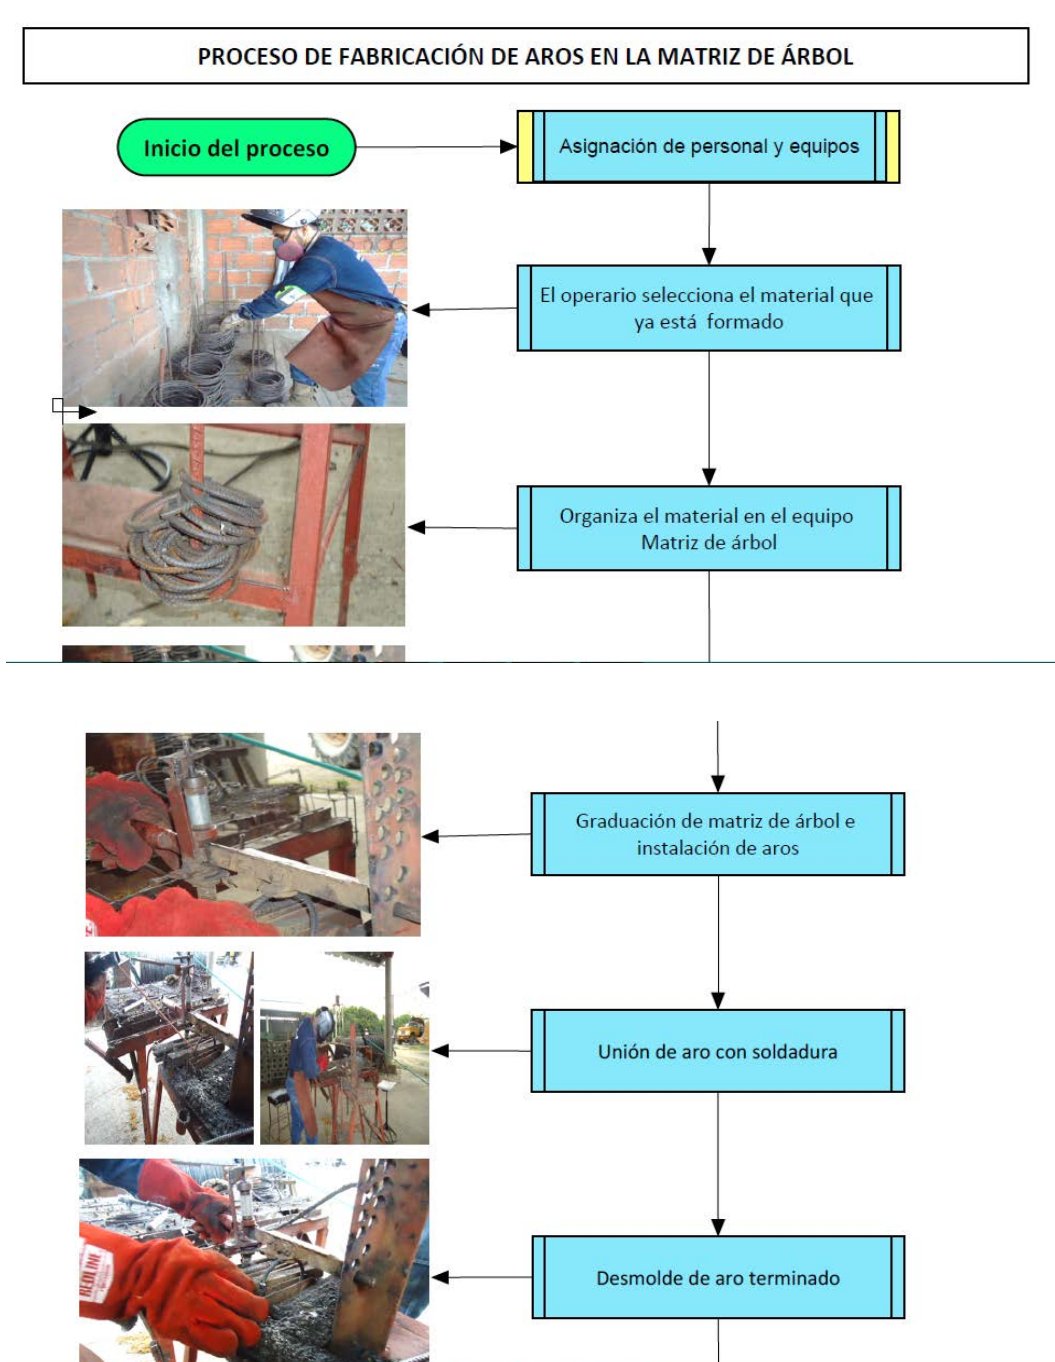 PROCESO DE FABRICACIÓN DE AROS EN LA MATRIZ DE ÁRBOL
Inicio del proceso
Asignación de personal y equipos
El operario selecciona el material que
ya está formado
Organiza el material en el equipo
Matriz de árbol
Graduación de matriz de árbol e
instalación de aros
Unión de aro con soldadura
Desmolde de aro terminado
REDLINE